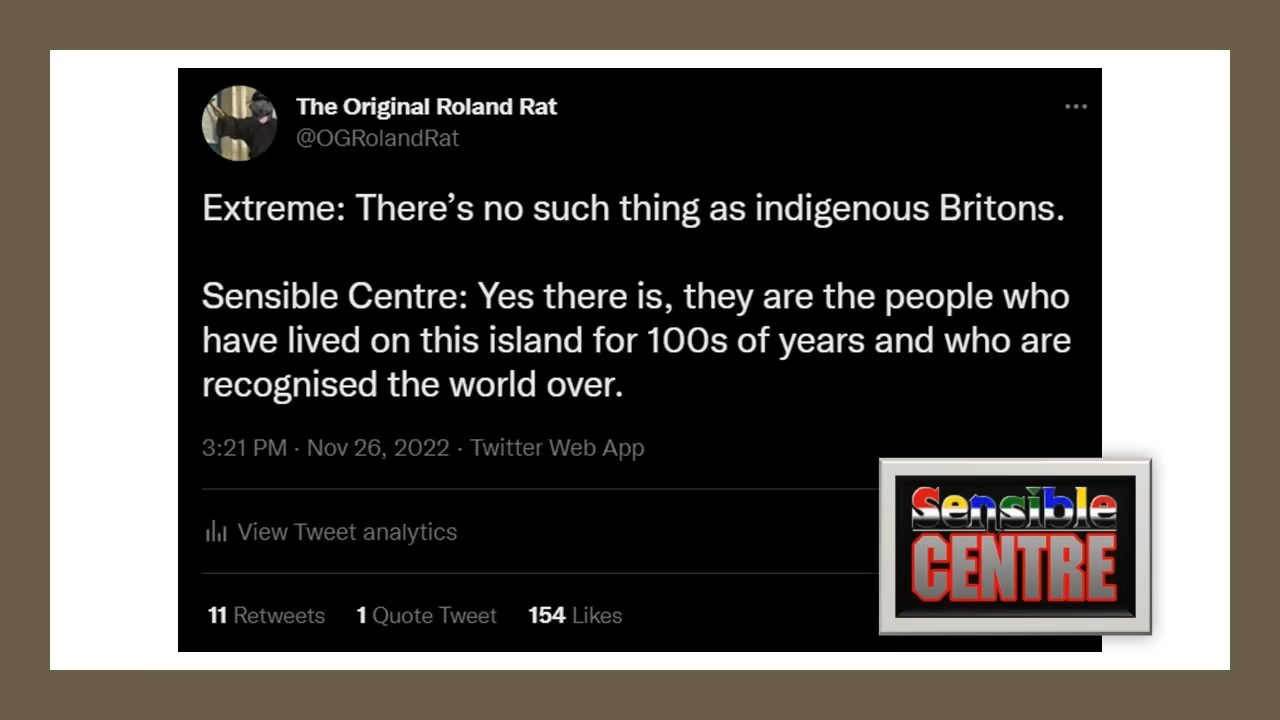 The Original Roland Rat
@OGRolandRat
Extreme: There’s no such thing as indigenous Britons.
Sensible Centre: Yes there is, they are the people who
have lived on this island for 100s of years and who are
recognised the world over.
3:21 PM · Nov 26, 2022 · Twitter Web App
View Tweet analytics
11 Retweets 1 Quote Tweet 154 Likes
Sensible
CENTRE